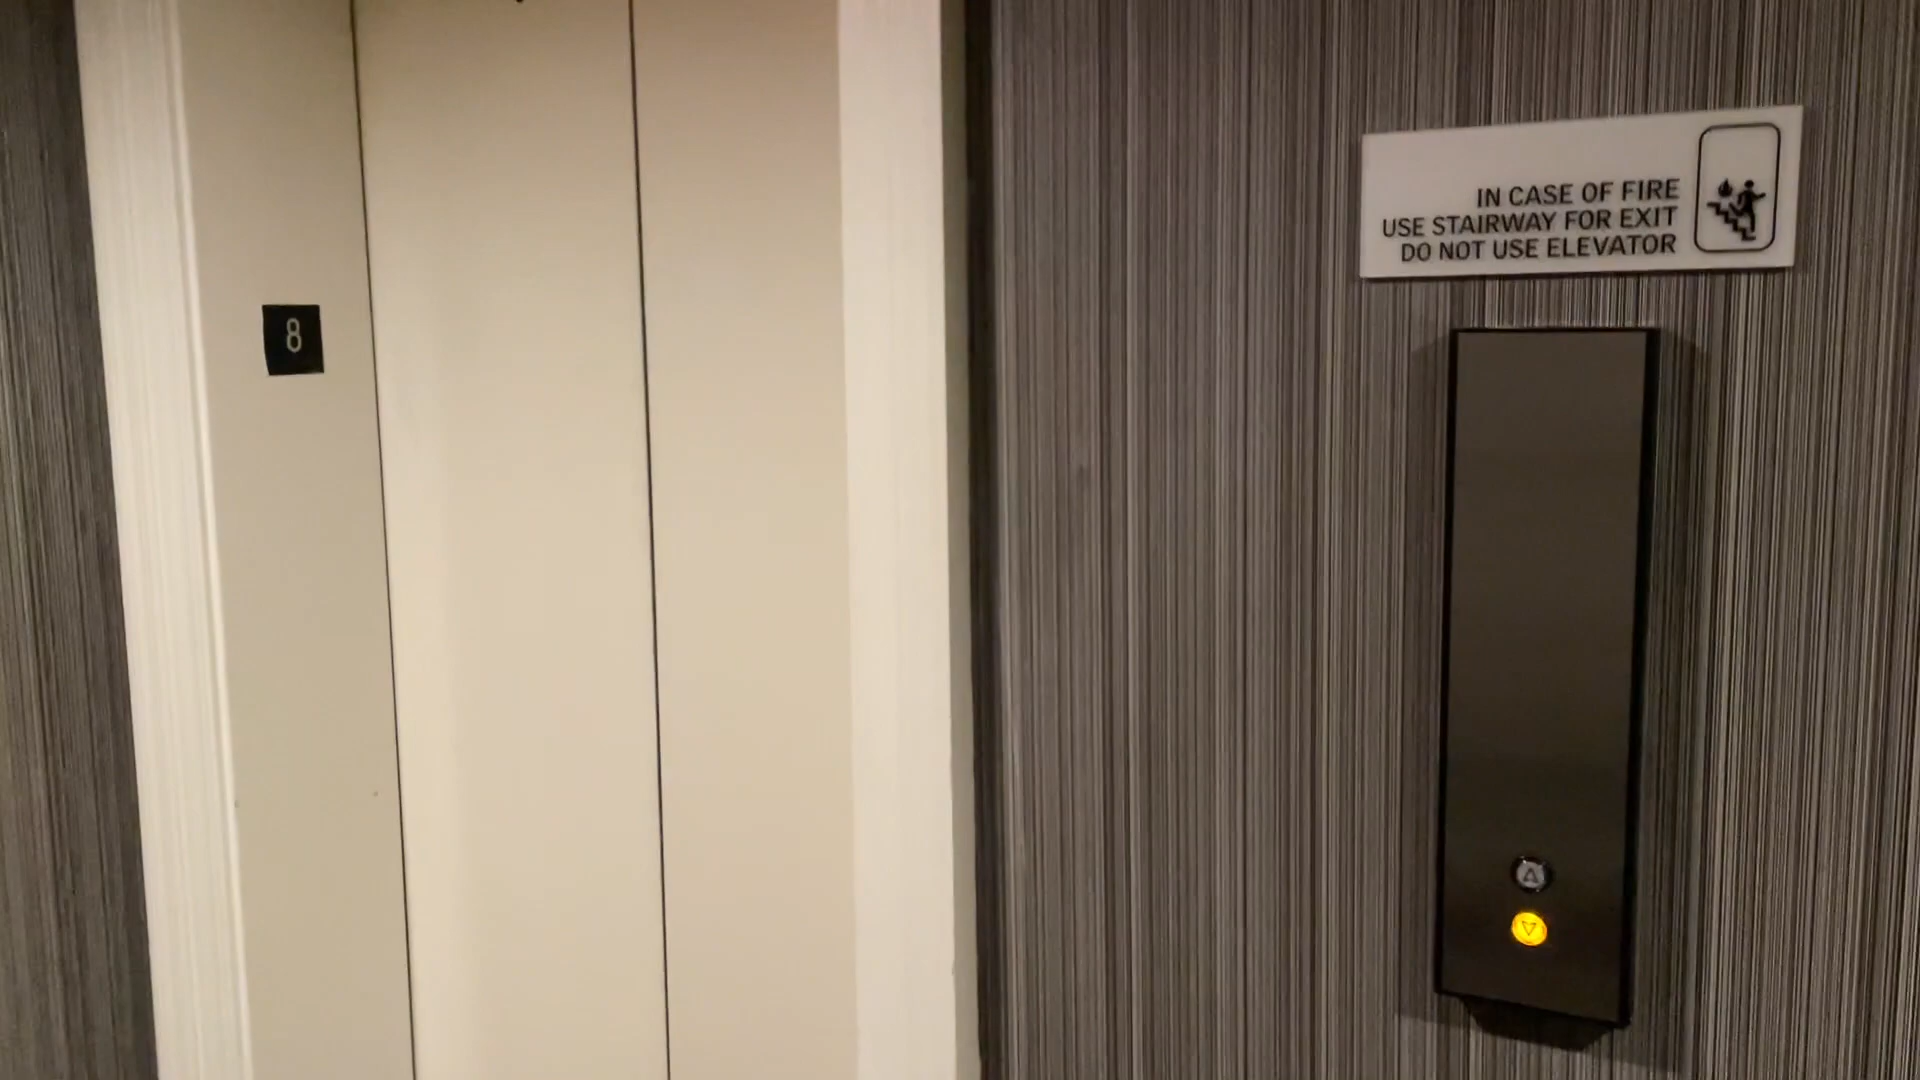 8
IN CASE OF FIRE
USE STAIRWAY FOR EXIT
DO NOT USE ELEVATOR